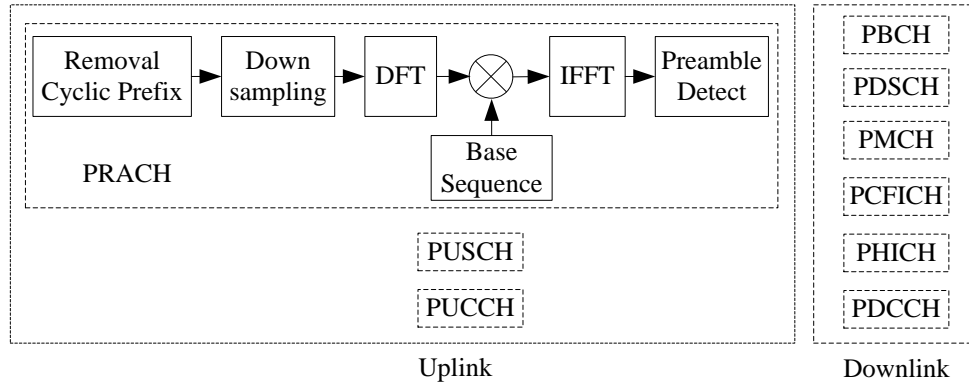 Removal
Cyclic Prefix
Down
sampling
DFT
IFFT
Preamble
Detect
Base
Sequence
PRACH
PUSCH
PUCCH
Uplink
PBCH
PDSCH
PMCH
PCFICH
PHICH
PDCCH
Downlink